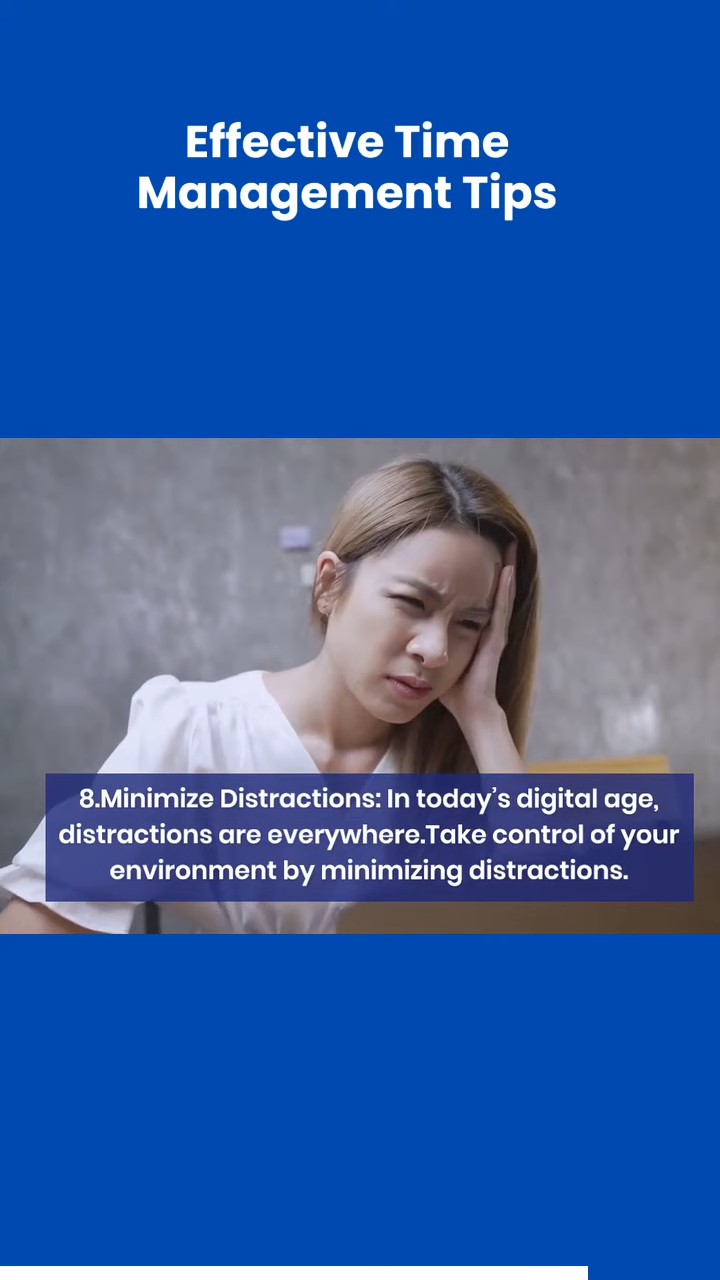 Effective Time
Management Tips
8.Minimize Distractions: In today’s digital age,
distractions are everywhere.Take control of your
environment by minimizing distractions.